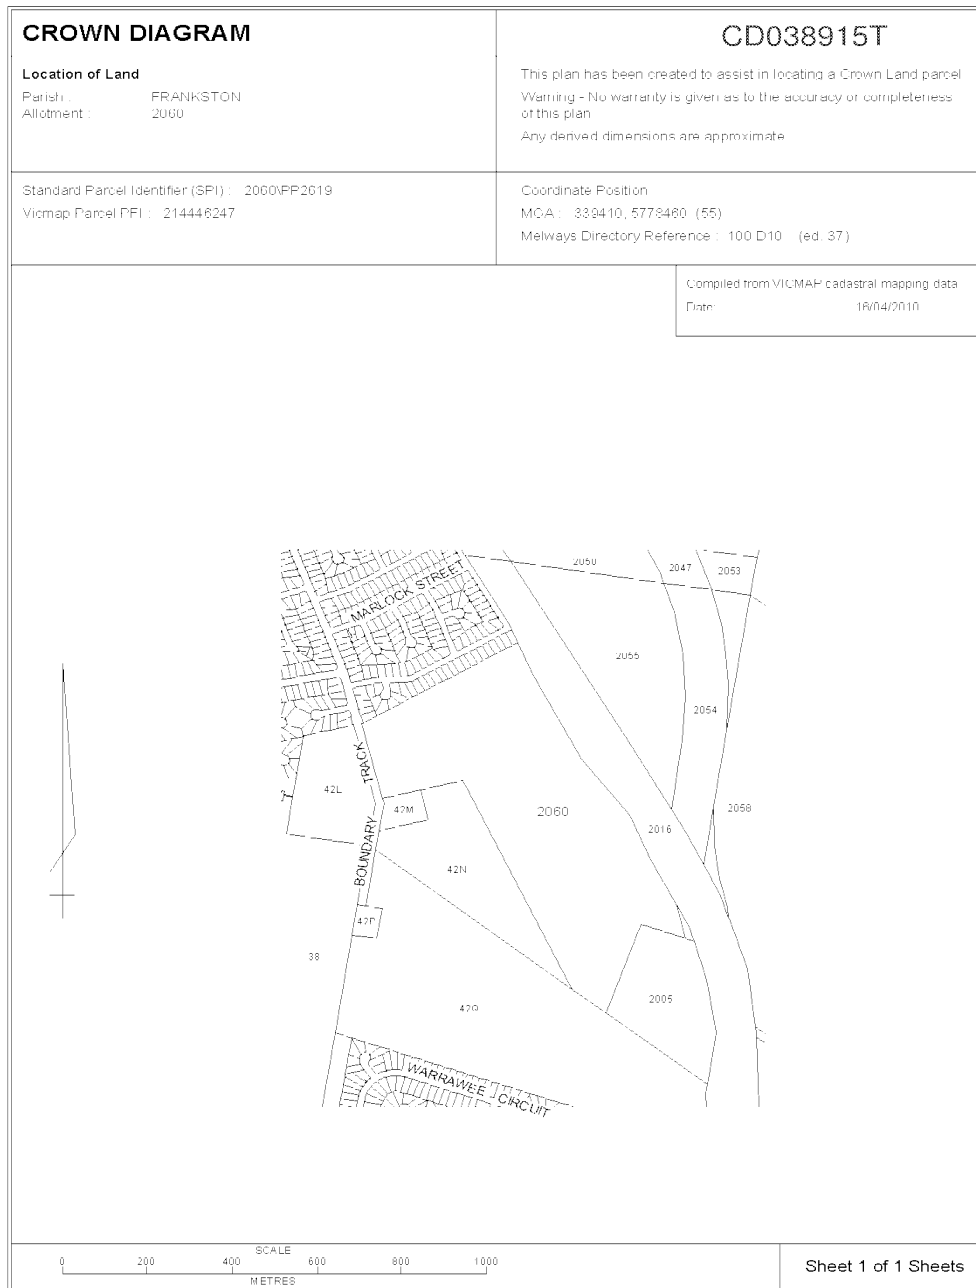 CROWN DIAGRAM
CD038915T
Location of Land
Parish : FRANKSTON
Allotment : 2060
This plan has been created to assist in locating a Crown Land parcel
Warning - No warranty is given as to the accuracy or completeness
of this plan
Any derived dimensions are approximate
Standard Parcel Identifier (SPI) : 2060\PP2619
Vicmap Parcel PFI : 214446247
Coordinate Position
MGA : 339410, 5778460 (55)
Melways Directory Reference : 100 D10 (ed. 37)
Compiled from VICMAP cadastral mapping data
Date: 16/04/2010
2050
2047
2053
MARLOCK STREET
2055
2054
TRACK
42L
42M
2060
2058
2016
BOUNDARY
42N
42P
38
2005
42Q
WARRAWEE CIRCUIT
SCALE
0 200 400 600 800 1000
METRES
Sheet 1 of 1 Sheets